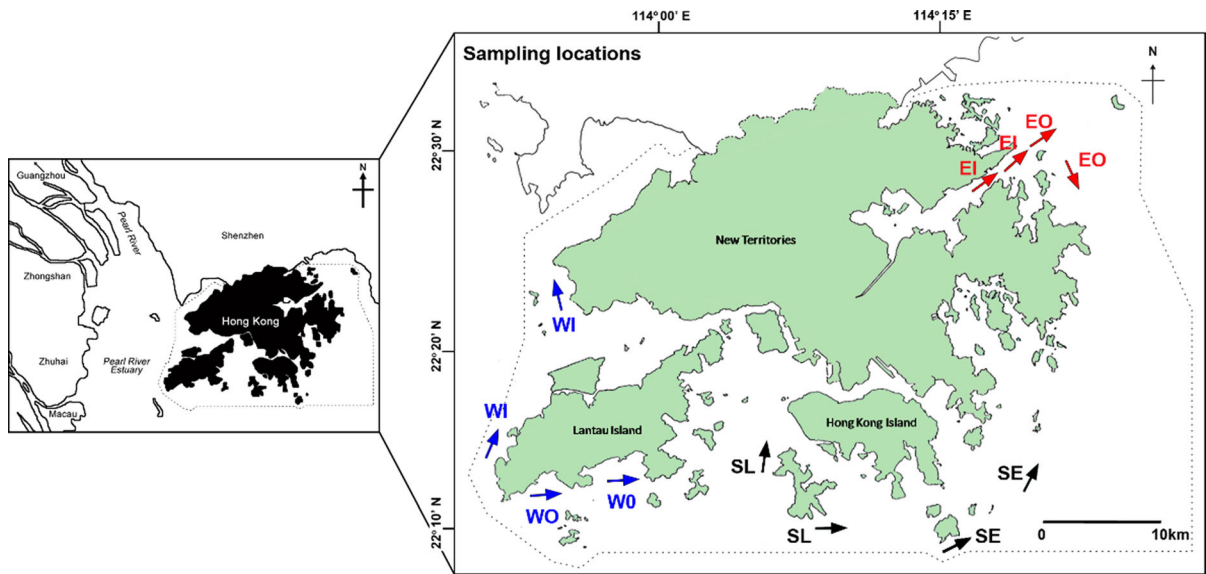 114° 00' E
114° 15' E
Sampling locations
N
22° 30' N
22° 20' N
22° 10' N
EO
EI
EI
EO
New Territories
WI
WI
Lantau Island
Hong Kong Island
WO
W0
SL
SL
SE
SE
0
10km
N
Guangzhou
Pearl River
Shenzhen
Zhongshan
Hong Kong
Zhuhai
Pearl River
Estuary
Macau